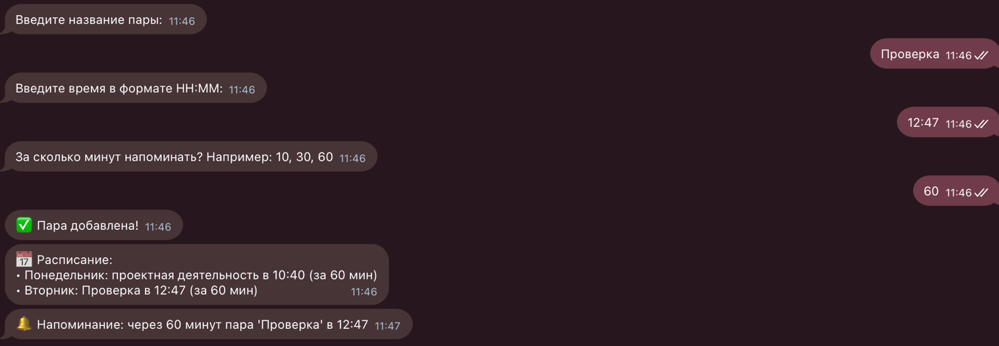 Введите название пары: 11:46
Проверка 11:46
Введите время в формате HH:MM: 11:46
12:47 11:46
За сколько минут напоминать? Например: 10, 30, 60 11:46
60 11:46
✅ Пара добавлена! 11:46
📅 Расписание:
• Понедельник: проектная деятельность в 10:40 (за 60 мин)
• Вторник: Проверка в 12:47 (за 60 мин) 11:46
🔔 Напоминание: через 60 минут пара 'Проверка' в 12:47 11:47